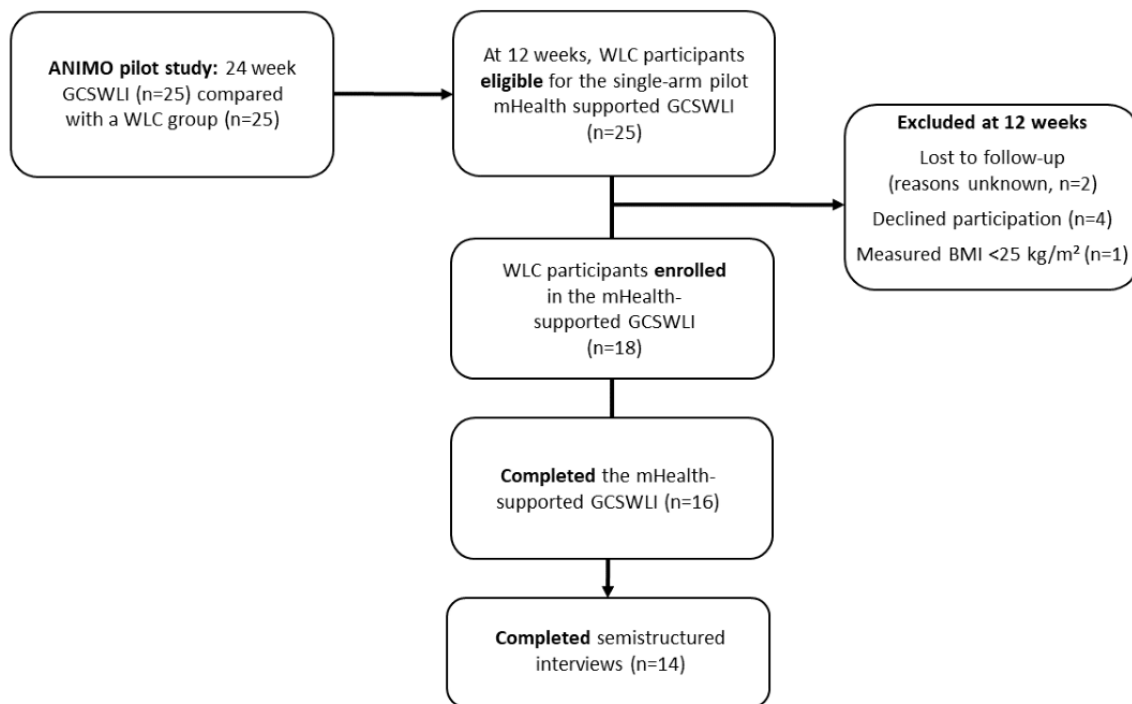 ANIMO pilot study: 24 week
GCSWLI (n=25) compared
with a WLC group (n=25)
At 12 weeks, WLC participants
eligible for the single-arm pilot
mHealth supported GCSWLI
(n=25)
Excluded at 12 weeks
Lost to follow-up
(reasons unknown, n=2)
Declined participation (n=4)
Measured BMI <25 kg/m² (n=1)
WLC participants enrolled
in the mHealth-
supported GCSWLI
(n=18)
Completed the mHealth-
supported GCSWLI (n=16)
Completed semistructured
interviews (n=14)